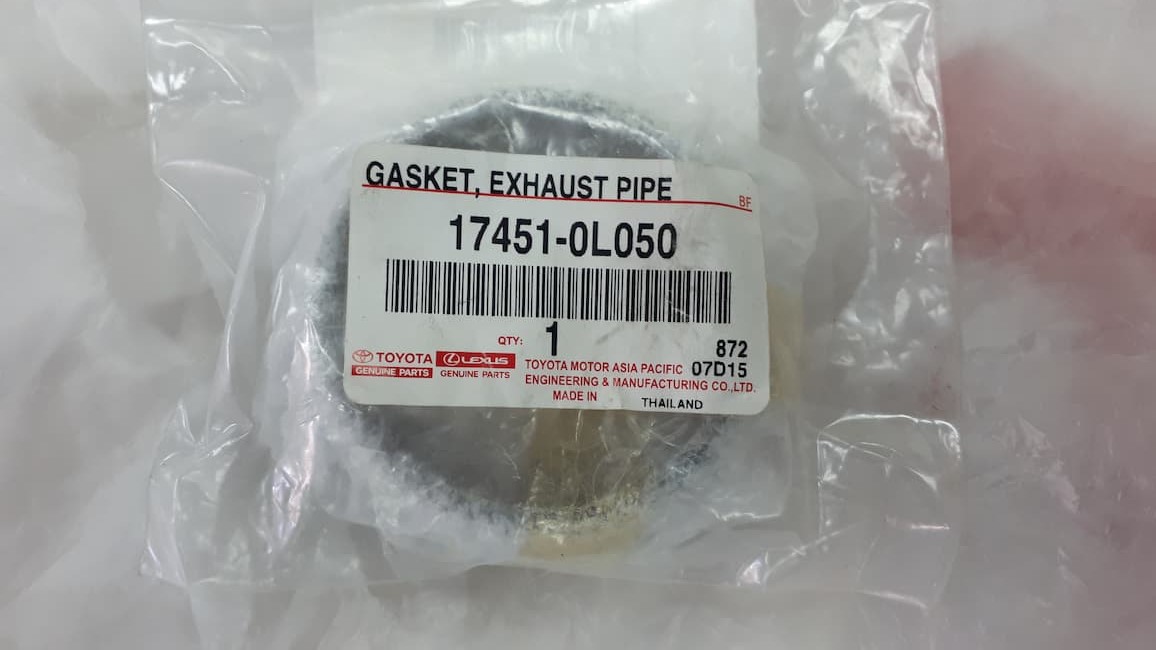 GASKET, EXHAUST PIPE
BF
17451-0L050
QTY: 1
872
TOYOTA
GENUINE PARTS
LEXUS
GENUINE PARTS
TOYOTA MOTOR ASIA PACIFIC 07D15
ENGINEERING & MANUFACTURING CO.,LTD.
MADE IN THAILAND